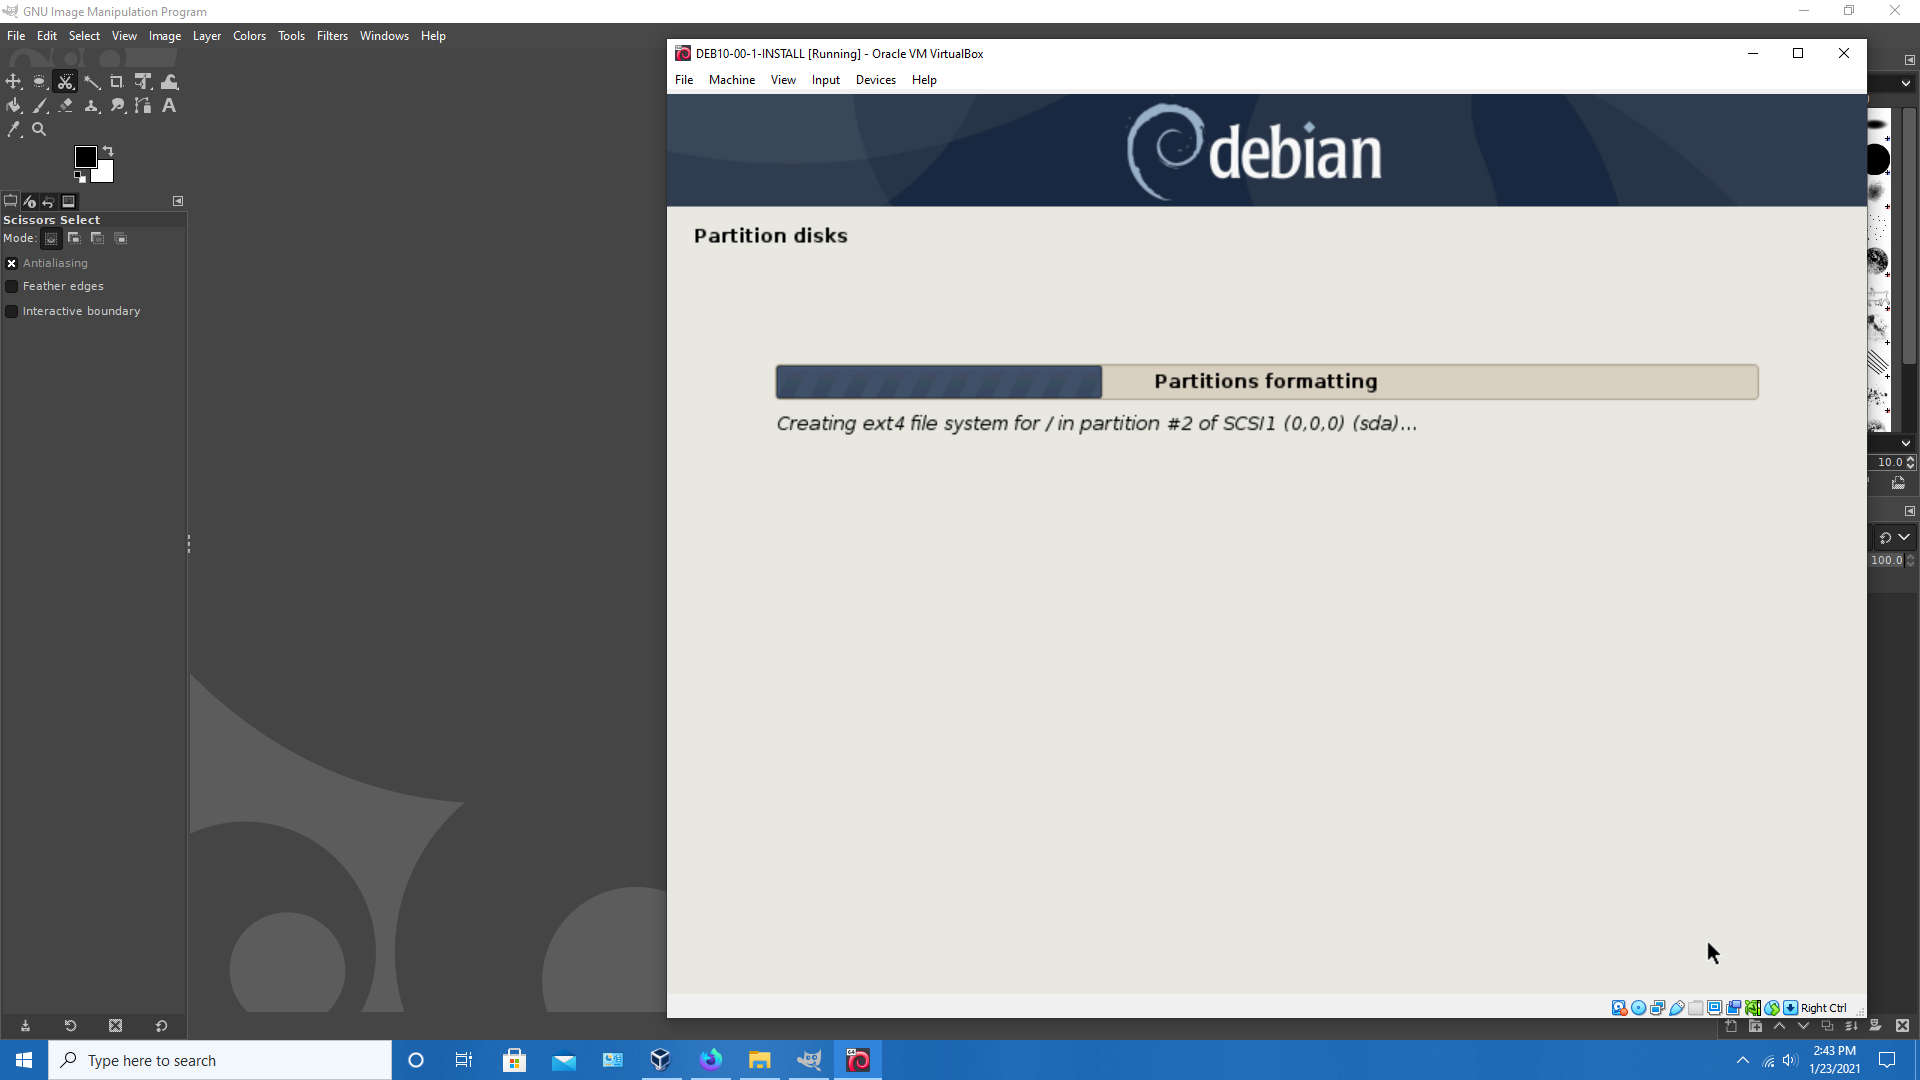 GNU Image Manipulation Program
File Edit Select View Image Layer Colors Tools Filters Windows Help
Scissors Select
Mode:
Antialiasing
Feather edges
Interactive boundary
DEB10-00-1-INSTALL [Running] - Oracle VM VirtualBox
File Machine View Input Devices Help
debian
Partition disks
Partitions formatting
Creating ext4 file system for / in partition #2 of SCSI1 (0,0,0) (sda)...
Right Ctrl
10.0
100.0
Type here to search
64
2:43 PM
1/23/2021